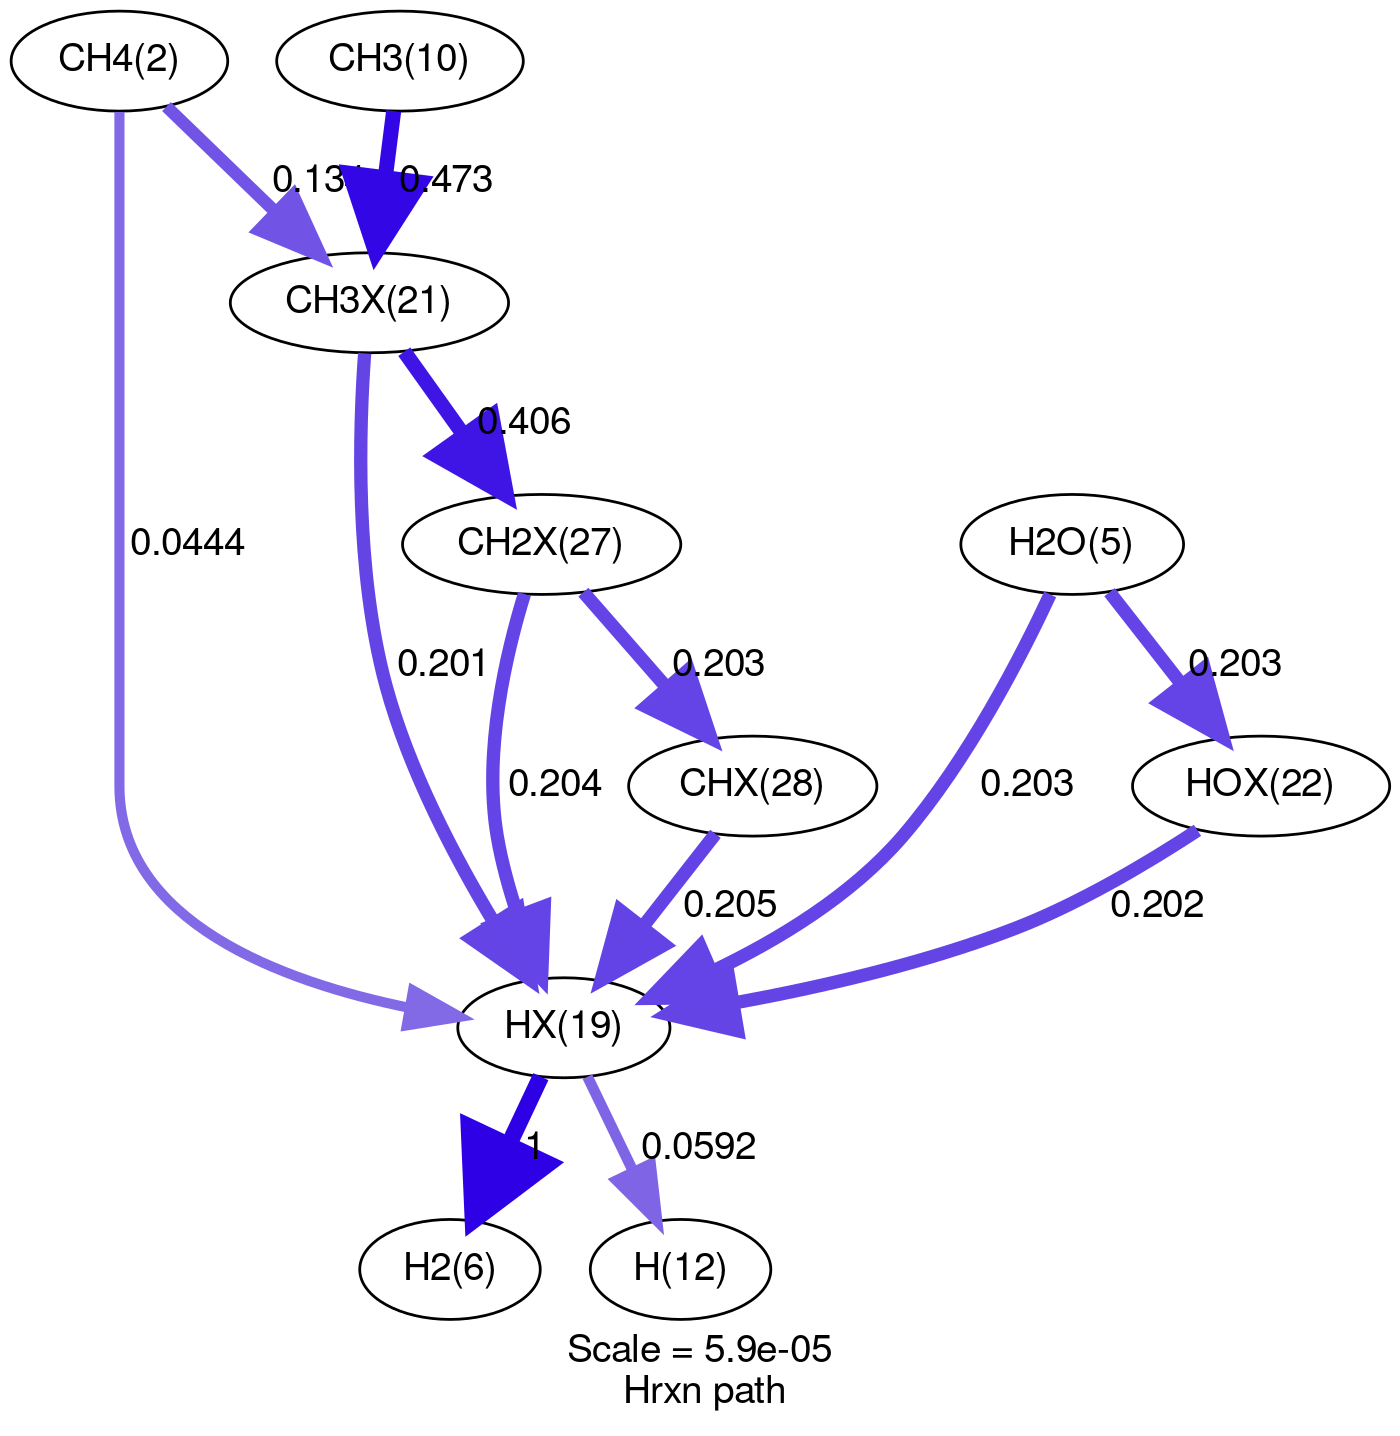 CH4(2)
CH3(10)
0.473
CH3X(21)
0.406
0.0444
CH2X(27)
H2O(5)
0.201
0.203
0.203
0.204
CHX(28)
0.203
HOX(22)
0.205
0.202
HX(19)
1
0.0592
H2(6)
H(12)
Scale = 5.9e-05
Hrxn path